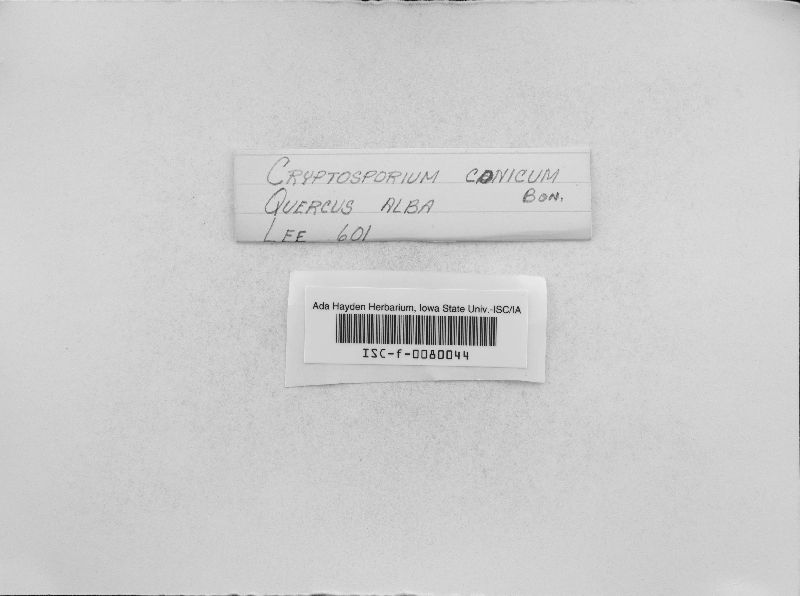 CRYPTOSPORIUM CONICUM
BON.
QUERCUS ALBA
LEE 601
Ada Hayden Herbarium, Iowa State Univ.-ISC/IA
ISC-f-0080044